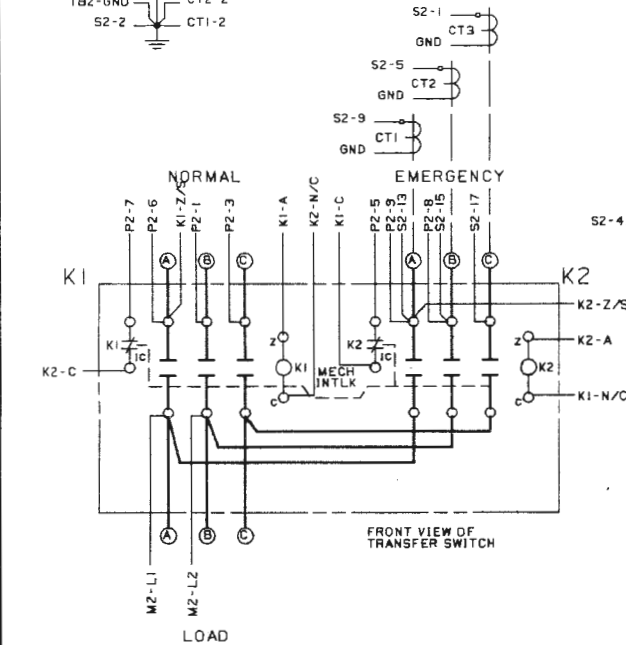 TB2-GND CT2-2
S2-2 CT1-2
S2-1
CT3
GND
S2-5
CT2
GND
S2-9
CT1
GND
NORMAL EMERGENCY
P2-7
P2-6
K1-Z/S
P2-1
P2-3
K1-A
K2-N/C
K1-C
P2-5
P2-9
S2-13
P2-8
S2-15
S2-17
S2-4
A B C A B C
K1 K2
K2-Z/S
K1 1C
Z K1
K2 1C
Z K2
K2-A
K2-C
MECH
INTLK
C
C K1-N/C
A B C
FRONT VIEW OF
TRANSFER SWITCH
M2-L1
M2-L2
LOAD